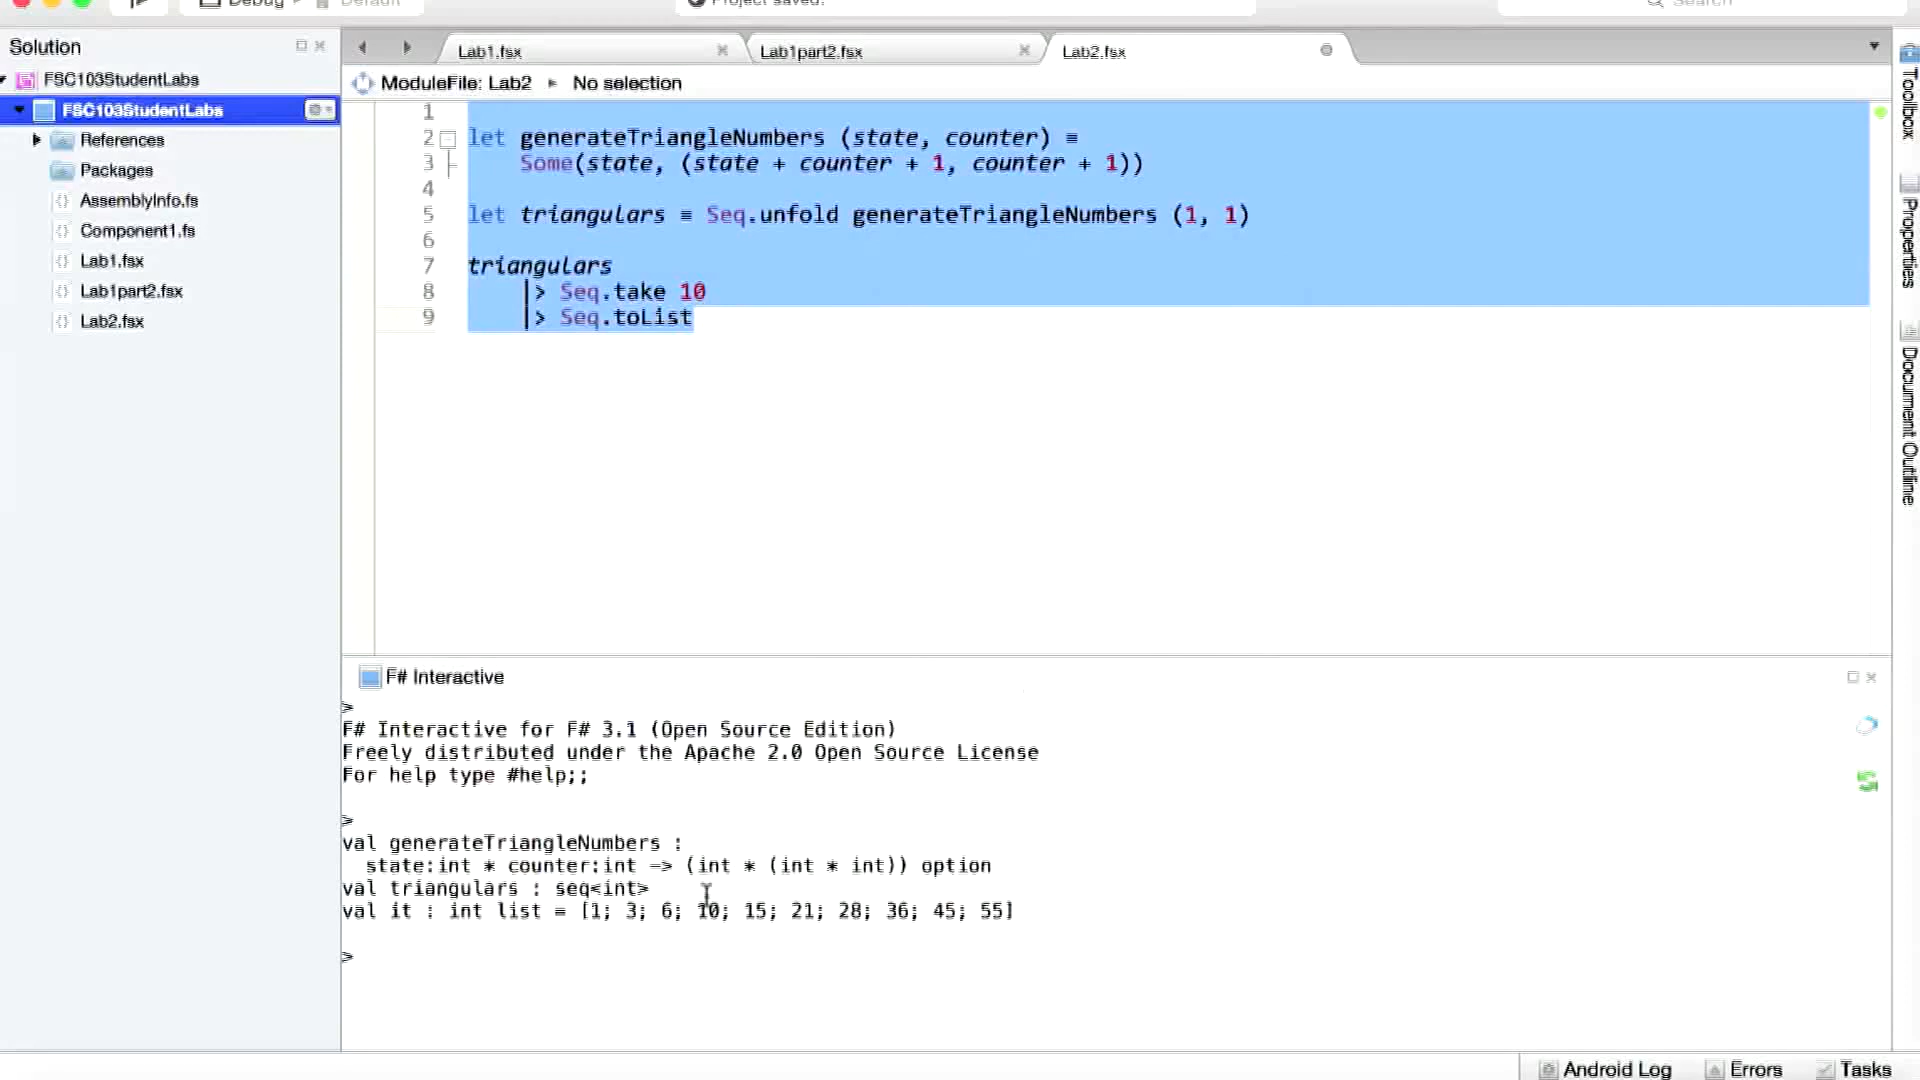 Debug
Default
Project saved.
Search
Solution
FSC103StudentLabs
FSC103StudentLabs
References
Packages
AssemblyInfo.fs
Component1.fs
Lab1.fsx
Lab1part2.fsx
Lab2.fsx
Lab1.fsx
Lab1part2.fsx
Lab2.fsx
ModuleFile: Lab2 ▸ No selection
1
2 let generateTriangleNumbers (state, counter) =
3 Some(state, (state + counter + 1, counter + 1))
4
5 let triangulars = Seq.unfold generateTriangleNumbers (1, 1)
6
7 triangulars
8 |> Seq.take 10
9 |> Seq.toList
Toolbox
Properties
Document Outline
F# Interactive
>
F# Interactive for F# 3.1 (Open Source Edition)
Freely distributed under the Apache 2.0 Open Source License
For help type #help;;
>
val generateTriangleNumbers :
state:int * counter:int -> (int * (int * int)) option
val triangulars : seq<int>
val it : int list = [1; 3; 6; 10; 15; 21; 28; 36; 45; 55]
>
Android Log
Errors
Tasks